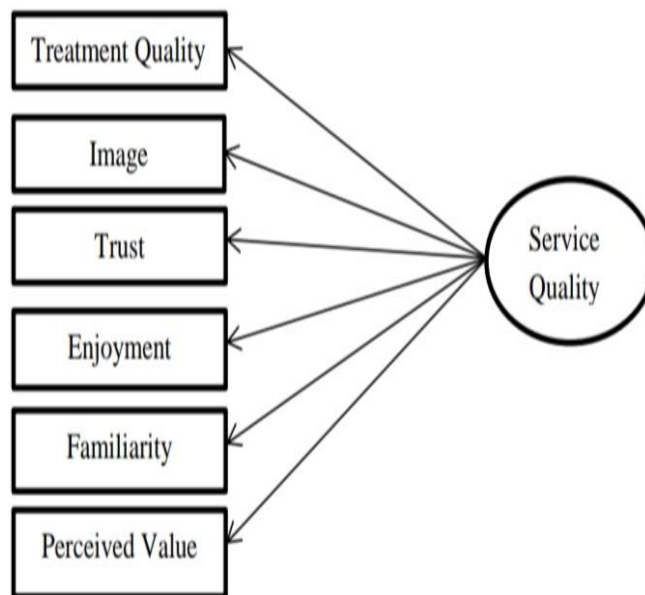 Treatment Quality
Image
Trust
Enjoyment
Familiarity
Perceived Value
Service
Quality